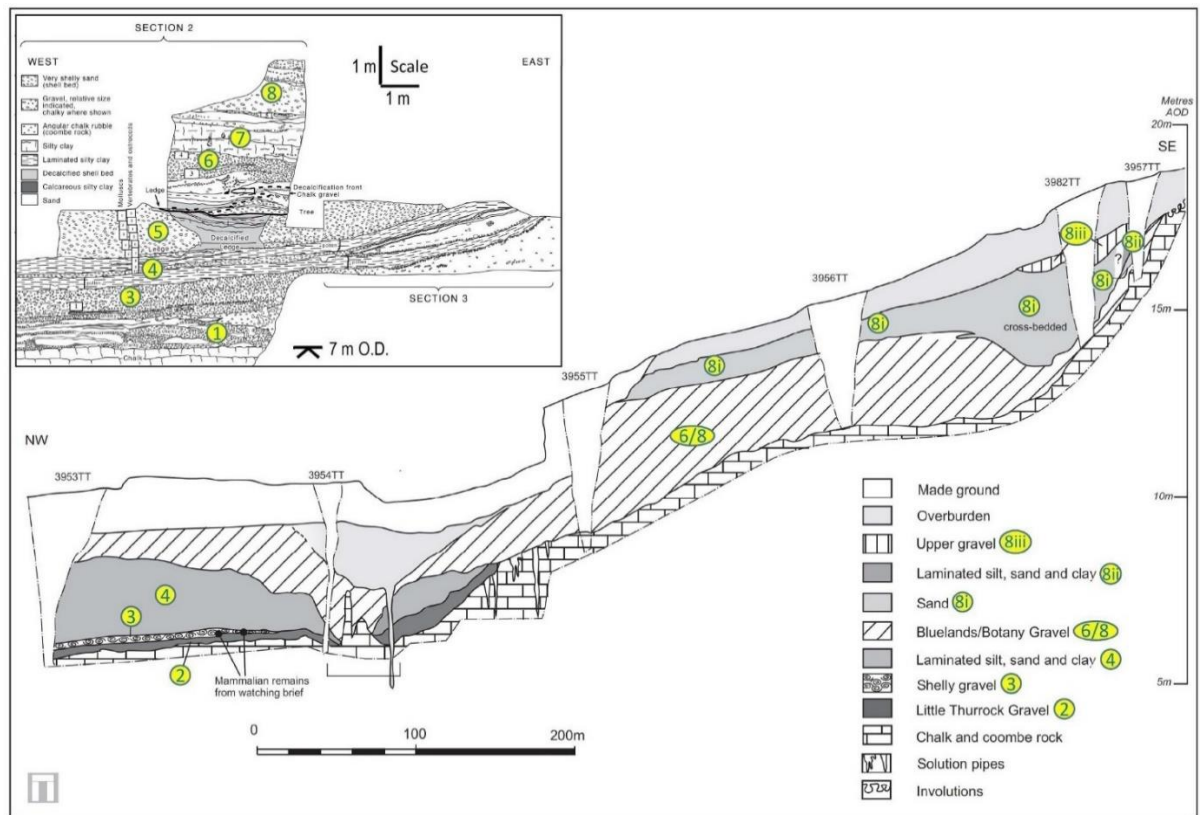 SECTION 2
WEST
EAST
Very shelly sand
(shell bed)
Gravel, relative size
indicated,
chalky where shown
Angular chalk rubble
(coombe rock)
Silty clay
Laminated silty clay
Decalcified shell bed
Calcareous silty clay
Sand
Molluscs
Vertebrates and ostracods
1 m Scale
1 m
8
7
6
Decalcification front
Chalk gravel
Ledge
Tree
5
Decalcified
Ledge
4
3
1
SECTION 3
Chalk
7 m O.D.
Metres
AOD
20m
SE
3957TT
3982TT
8iii
8ii
8i
?
3956TT
8i
cross-bedded
8i
15m
3955TT
8i
NW
6/8
3953TT
3954TT
10m
4
3
2
Mammalian remains
from watching brief
5m
0 100 200m
Made ground
Overburden
Upper gravel 8iii
Laminated silt, sand and clay 8ii
Sand 8i
Bluelands/Botany Gravel 6/8
Laminated silt, sand and clay 4
Shelly gravel 3
Little Thurrock Gravel 2
Chalk and coombe rock
Solution pipes
Involutions